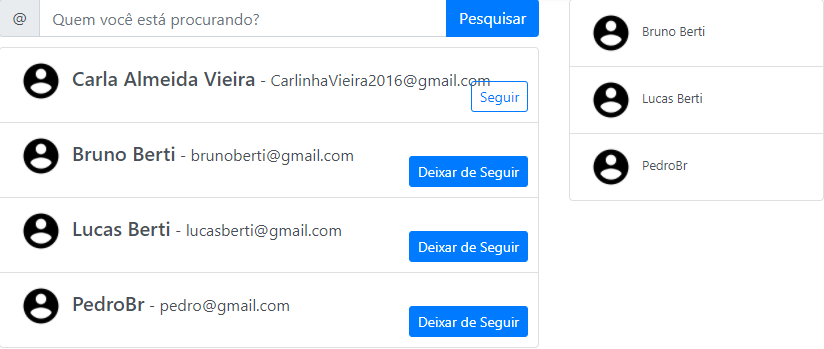 @ Quem você está procurando? Pesquisar
Carla Almeida Vieira - CarlinhaVieira2016@gmail.com
Seguir
Bruno Berti - brunoberti@gmail.com
Deixar de Seguir
Lucas Berti - lucasberti@gmail.com
Deixar de Seguir
PedroBr - pedro@gmail.com
Deixar de Seguir
Bruno Berti
Lucas Berti
PedroBr